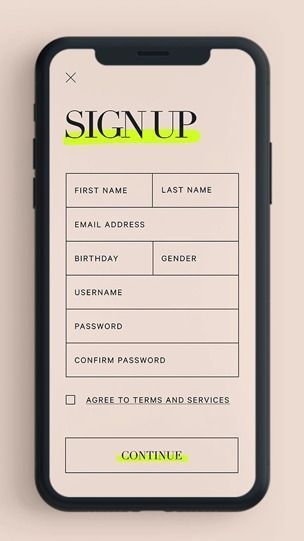 SIGN UP
FIRST NAME
LAST NAME
EMAIL ADDRESS
BIRTHDAY
GENDER
USERNAME
PASSWORD
CONFIRM PASSWORD
AGREE TO TERMS AND SERVICES
CONTINUE